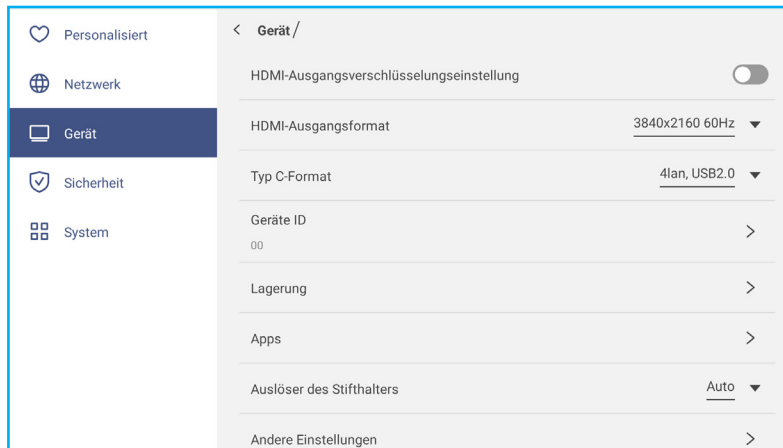 Personalisiert
Netzwerk
Gerät
Sicherheit
System
< Gerät/
HDMI-Ausgangsverschlüsselungseinstellung
HDMI-Ausgangsformat 3840x2160 60Hz
Typ C-Format 4lan, USB2.0
Geräte ID
00
Lagerung
Apps
Auslöser des Stifthalters Auto
Andere Einstellungen